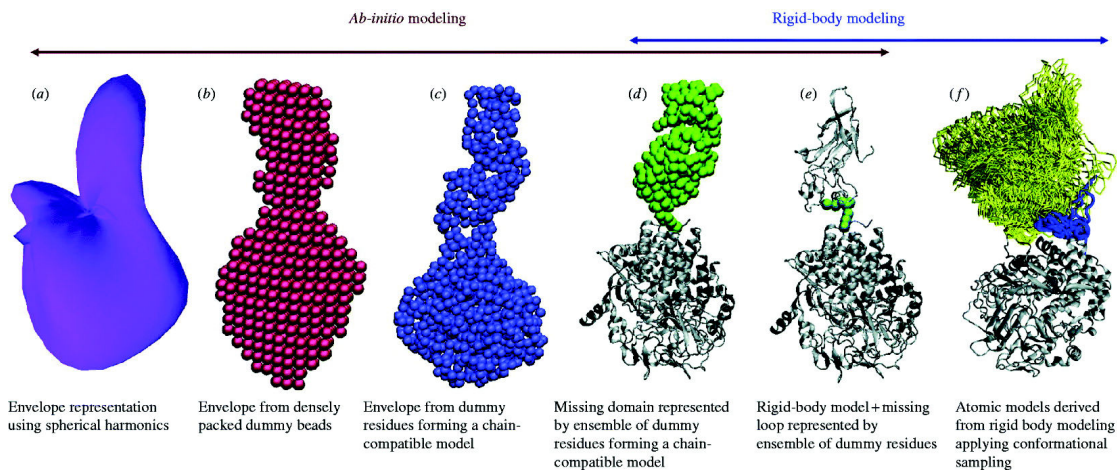 Ab-initio modeling
Rigid-body modeling
(a)
(b)
(c)
(d)
(e)
(f)
Envelope representation
using spherical harmonics
Envelope from densely
packed dummy beads
Envelope from dummy
residues forming a chain-
compatible model
Missing domain represented
by ensemble of dummy
residues forming a chain-
compatible model
Rigid-body model+missing
loop represented by
ensemble of dummy residues
Atomic models derived
from rigid body modeling
applying conformational
sampling